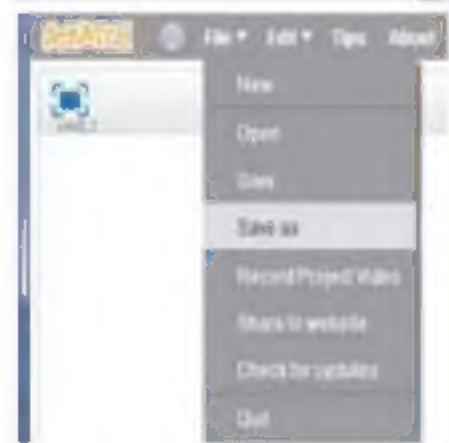 File ▾ Edit ▾ Tips About
New
Open
Save
Save as
Record Project Video
Share to website
Check for updates
Quit